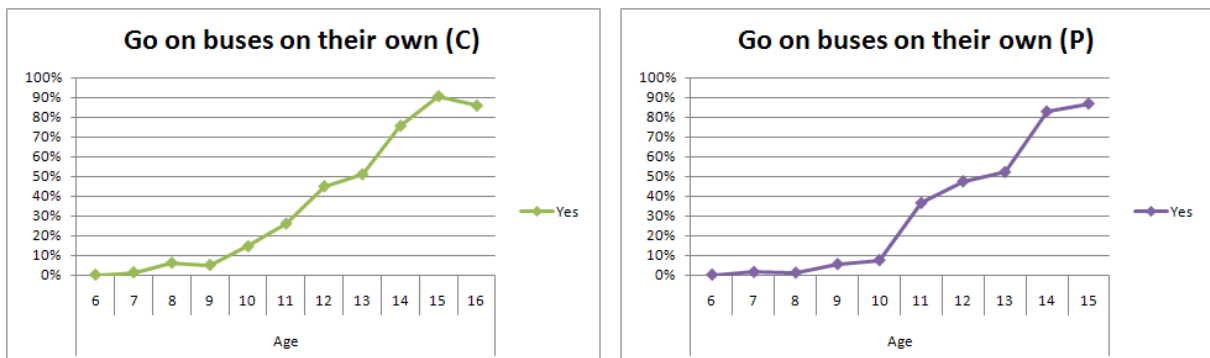 Go on buses on their own (C)
100%
90%
80%
70%
60%
50%
40%
30%
20%
10%
0%
6 7 8 9 10 11 12 13 14 15 16
Age
Yes
Go on buses on their own (P)
100%
90%
80%
70%
60%
50%
40%
30%
20%
10%
0%
6 7 8 9 10 11 12 13 14 15
Age
Yes